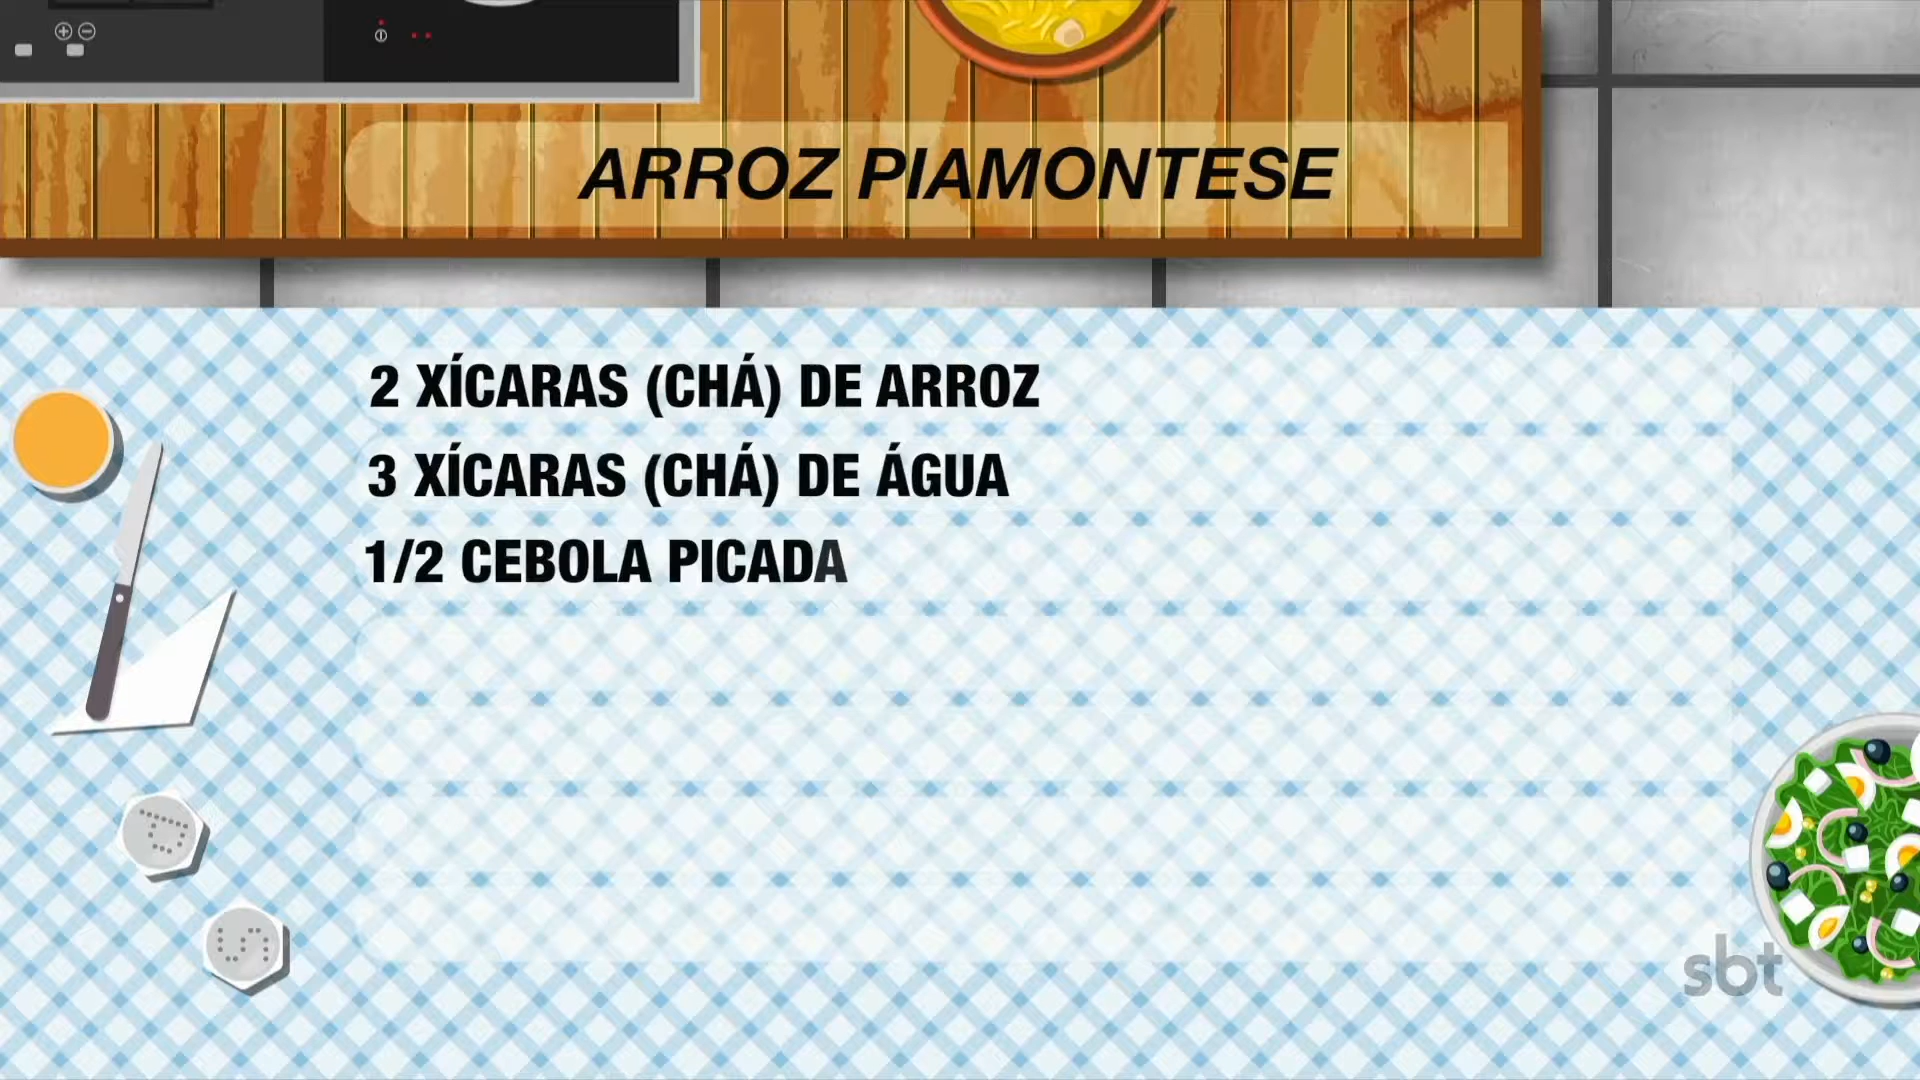 ARROZ PIAMONTESE
2 XÍCARAS (CHÁ) DE ARROZ
3 XÍCARAS (CHÁ) DE ÁGUA
1/2 CEBOLA PICADA
sbt